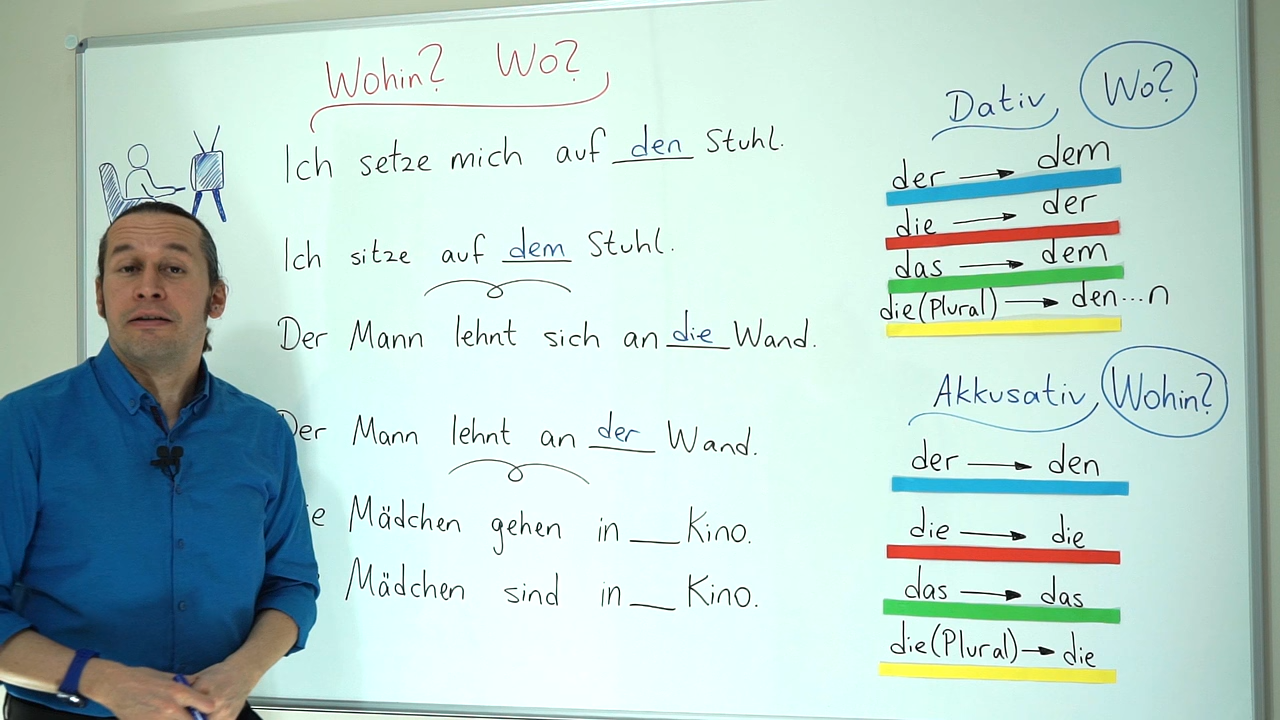 Wohin? Wo?
Ich setze mich auf den Stuhl.
Ich sitze auf dem Stuhl.
Der Mann lehnt sich an die Wand.
Der Mann lehnt an der Wand.
Mädchen gehen in ___ Kino.
Mädchen sind in ___ Kino.
Dativ Wo?
der → dem
die → der
das → dem
die (Plural) → den...n
Akkusativ Wohin?
der → den
die → die
das → das
die (Plural) → die